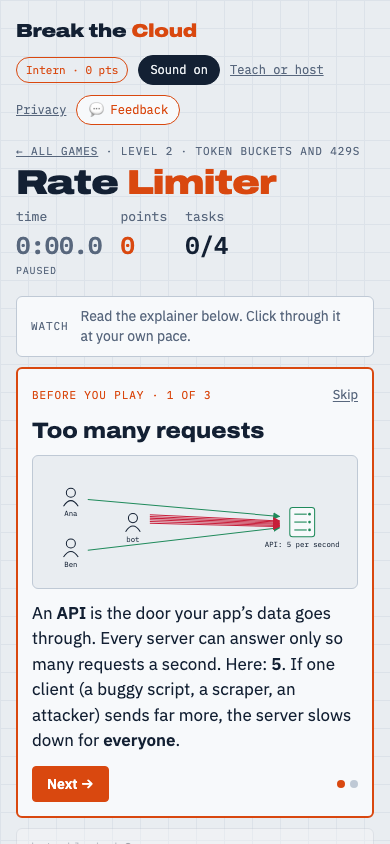 Break the Cloud
Intern · 0 pts
Sound on
Teach or host
Privacy
💬 Feedback
← ALL GAMES · LEVEL 2 · TOKEN BUCKETS AND 429S
Rate Limiter
time points tasks
0:00.0 0 0/4
PAUSED
WATCH
Read the explainer below. Click through it
at your own pace.
BEFORE YOU PLAY · 1 OF 3
Skip
Too many requests
Ana
bot
Ben
API: 5 per second
An API is the door your app’s data goes
through. Every server can answer only so
many requests a second. Here: 5. If one
client (a buggy script, a scraper, an
attacker) sends far more, the server slows
down for everyone.
Next →